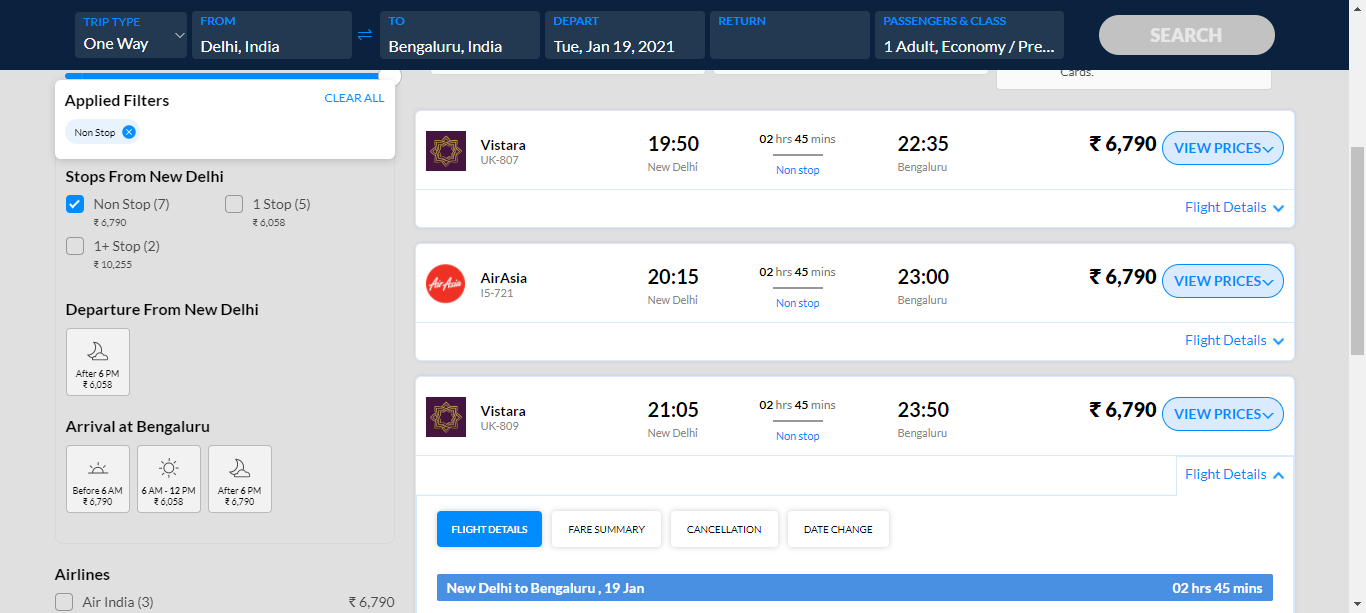 TRIP TYPE
One Way
FROM
Delhi, India
TO
Bengaluru, India
DEPART
Tue, Jan 19, 2021
RETURN
PASSENGERS & CLASS
1 Adult, Economy / Pre...
SEARCH
Cards.
Applied Filters
CLEAR ALL
Non Stop
Stops From New Delhi
Non Stop (7)
₹ 6,790
1 Stop (5)
₹ 6,058
1+ Stop (2)
₹ 10,255
Departure From New Delhi
After 6 PM
₹ 6,058
Arrival at Bengaluru
Before 6 AM
₹ 6,790
6 AM - 12 PM
₹ 6,058
After 6 PM
₹ 6,790
Airlines
Air India (3) ₹ 6,790
Vistara
UK-807
19:50
New Delhi
02 hrs 45 mins
Non stop
22:35
Bengaluru
₹ 6,790
VIEW PRICES
Flight Details
AirAsia
AirAsia
I5-721
20:15
New Delhi
02 hrs 45 mins
Non stop
23:00
Bengaluru
₹ 6,790
VIEW PRICES
Flight Details
Vistara
UK-809
21:05
New Delhi
02 hrs 45 mins
Non stop
23:50
Bengaluru
₹ 6,790
VIEW PRICES
Flight Details
FLIGHT DETAILS
FARE SUMMARY
CANCELLATION
DATE CHANGE
New Delhi to Bengaluru , 19 Jan
02 hrs 45 mins